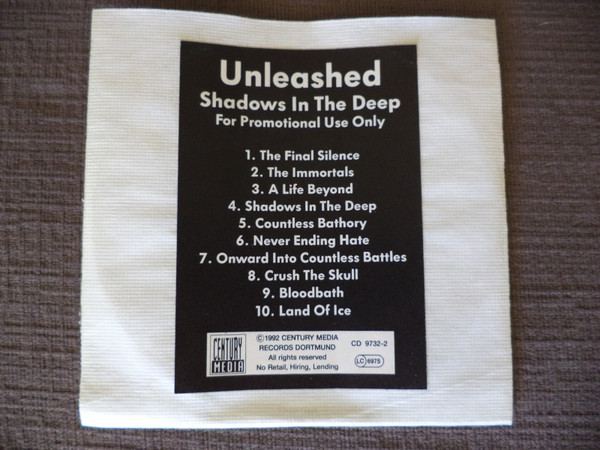 Unleashed
Shadows In The Deep
For Promotional Use Only
1. The Final Silence
2. The Immortals
3. A Life Beyond
4. Shadows In The Deep
5. Countless Bathory
6. Never Ending Hate
7. Onward Into Countless Battles
8. Crush The Skull
9. Bloodbath
10. Land Of Ice
CENTURY
MEDIA
©1992 CENTURY MEDIA
RECORDS DORTMUND
All rights reserved
No Retail, Hiring, Lending
CD 9732-2
LC 6975